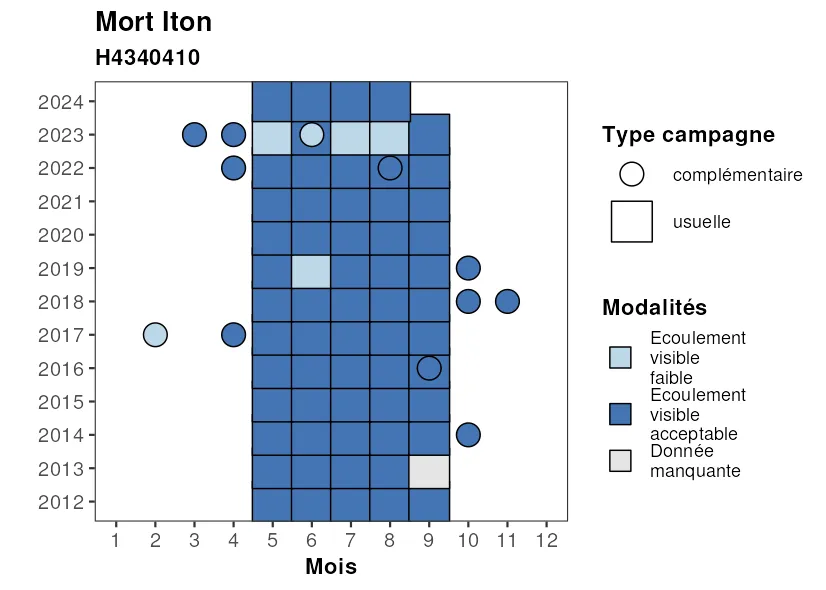 Mort Iton
H4340410
2024
2023
2022
2021
2020
2019
2018
2017
2016
2015
2014
2013
2012
1 2 3 4 5 6 7 8 9 10 11 12
Mois
Type campagne
complémentaire
usuelle
Modalités
Ecoulement
visible
faible
Ecoulement
visible
acceptable
Donnée
manquante